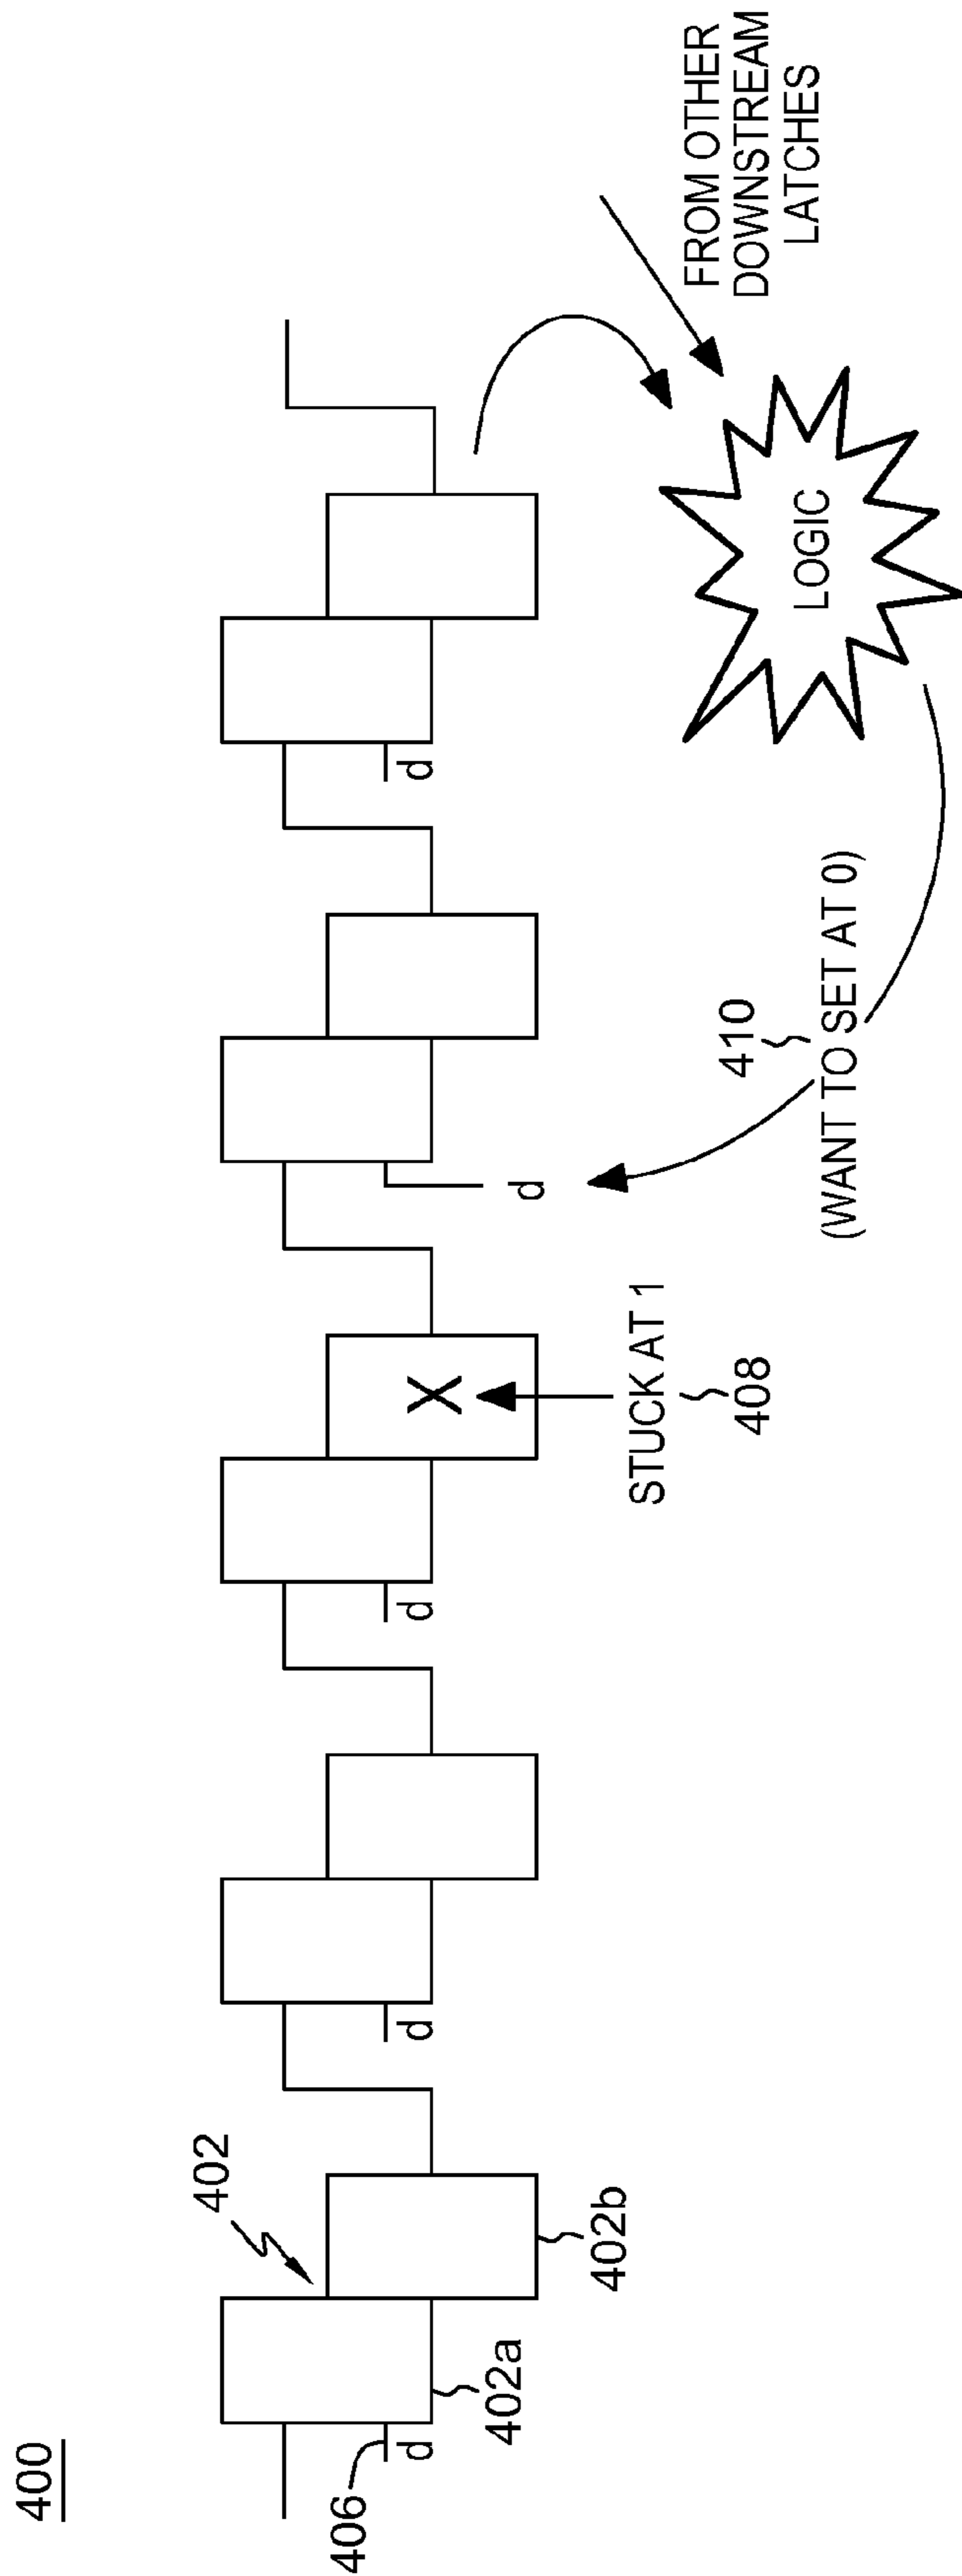 400
402
406
d
402a
402b
d
d
X
STUCK AT 1
408
d
410
(WANT TO SET AT 0)
d
LOGIC
FROM OTHER
DOWNSTREAM
LATCHES